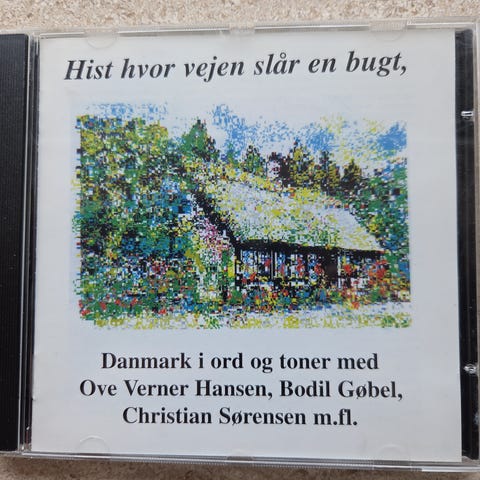 Hist hvor vejen slår en bugt,
Danmark i ord og toner med
Ove Verner Hansen, Bodil Gøbel,
Christian Sørensen m.fl.